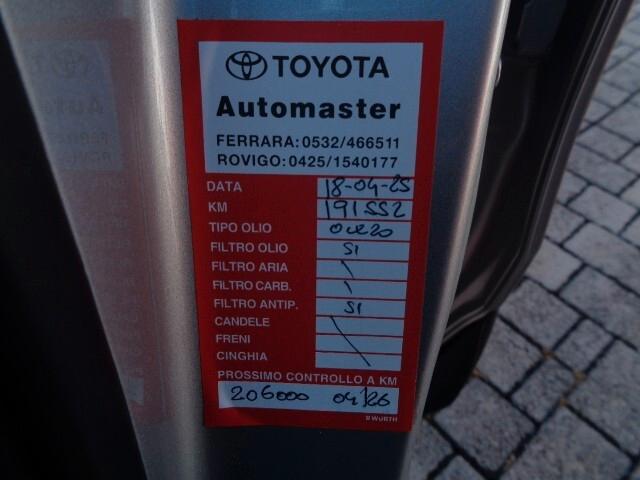 TOYOTA
Automaster
FERRARA:0532/466511
ROVIGO:0425/1540177
DATA 18-04-25
KM 191552
TIPO OLIO 0W20
FILTRO OLIO SI
FILTRO ARIA /
FILTRO CARB. /
FILTRO ANTIP. SI
CANDELE
FRENI
CINGHIA
PROSSIMO CONTROLLO A KM
206000 04/26
WÜRTH